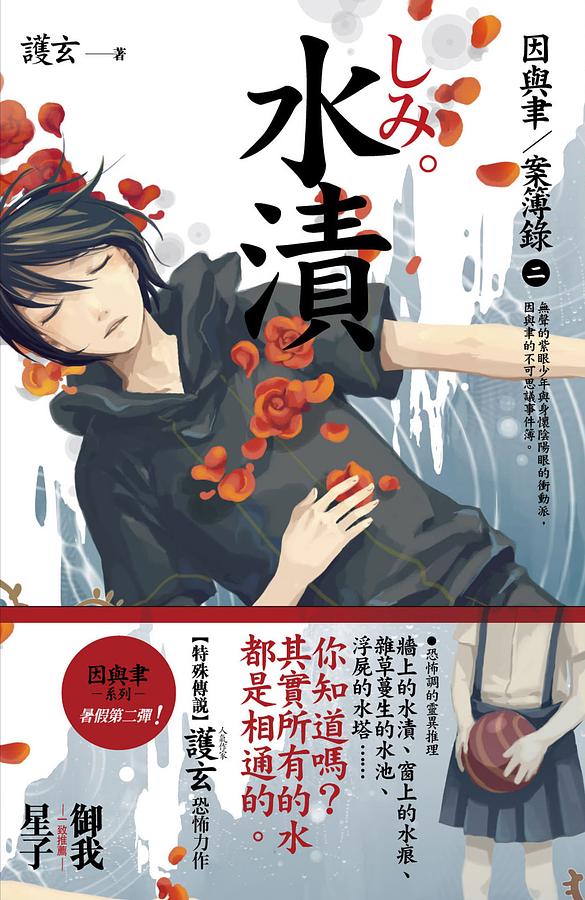 因與聿/案簿錄 二
無聲的紫眼少年與身懷陰陽眼的衝動派,
因與聿的不可思議事件簿。
しみ。
水漬
護玄——著
●恐怖調的靈異推理
牆上的水漬、窗上的水痕、
雜草蔓生的水池、
浮屍的水塔……
你知道嗎?
其實所有的水
都是相通的。
【特殊傳說】人氣作家 護玄 恐怖力作
因與聿
—系列—
暑假第二彈!
御我
—一致推薦—
星子